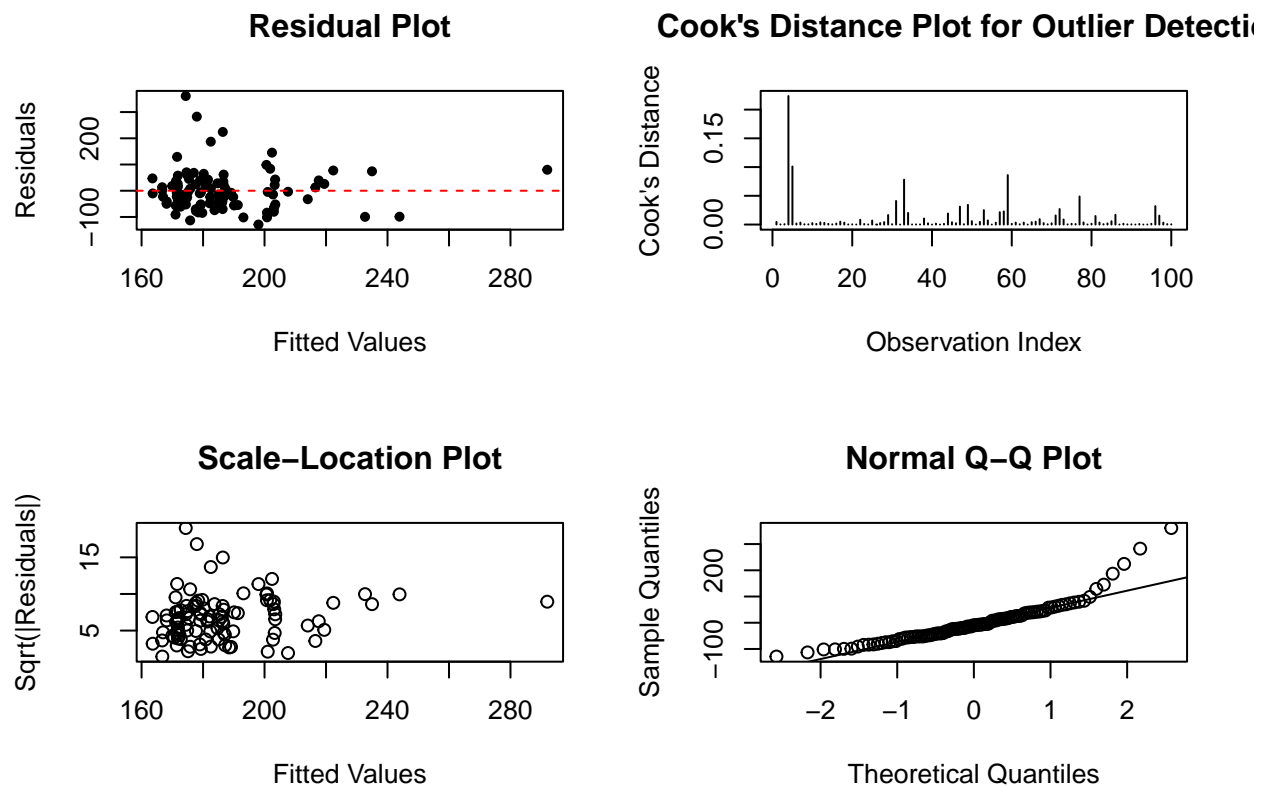 Residual Plot
Residuals
200
−100
160 200 240 280
Fitted Values
Cook's Distance Plot for Outlier Detectio
Cook's Distance
0.15
0.00
0 20 40 60 80 100
Observation Index
Scale−Location Plot
Sqrt(|Residuals|)
15
5
160 200 240 280
Fitted Values
Normal Q−Q Plot
Sample Quantiles
200
−100
−2 −1 0 1 2
Theoretical Quantiles